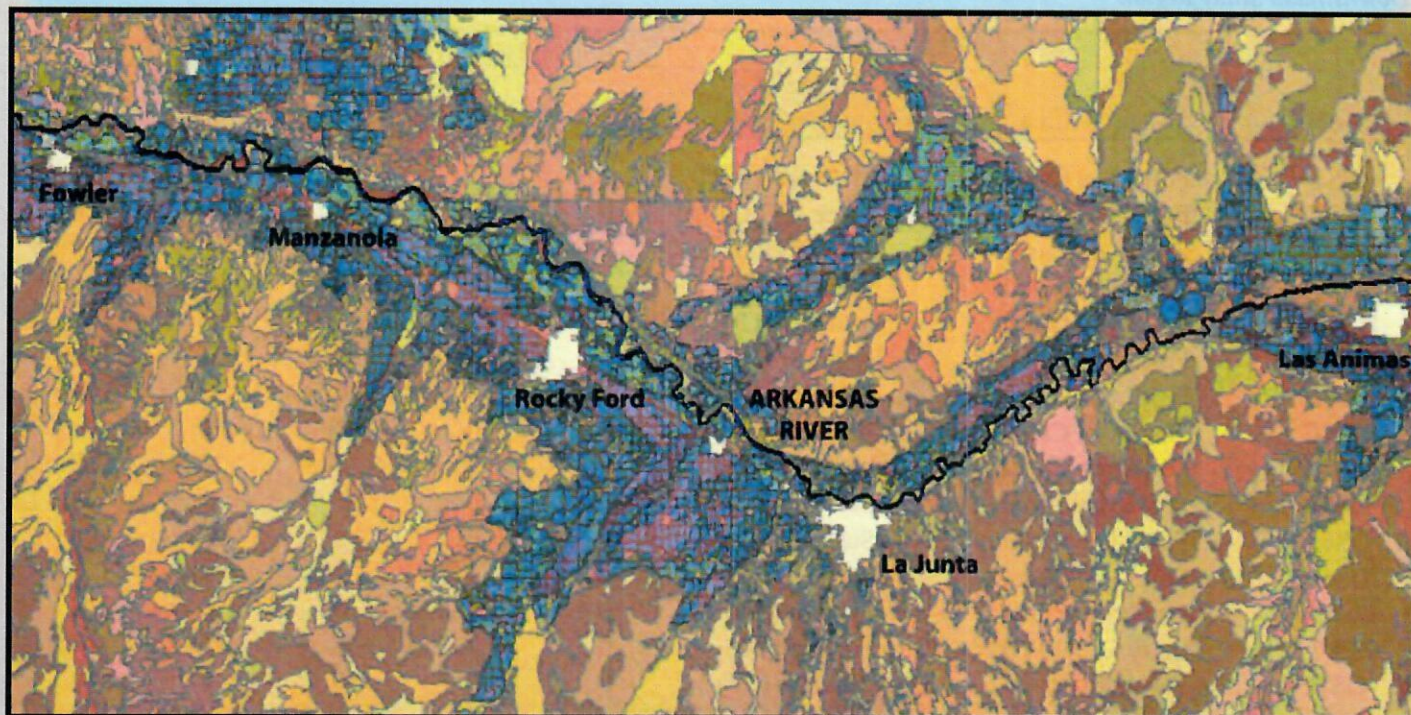 Fowler
Manzanola
Rocky Ford
ARKANSAS
RIVER
Las Animas
La Junta